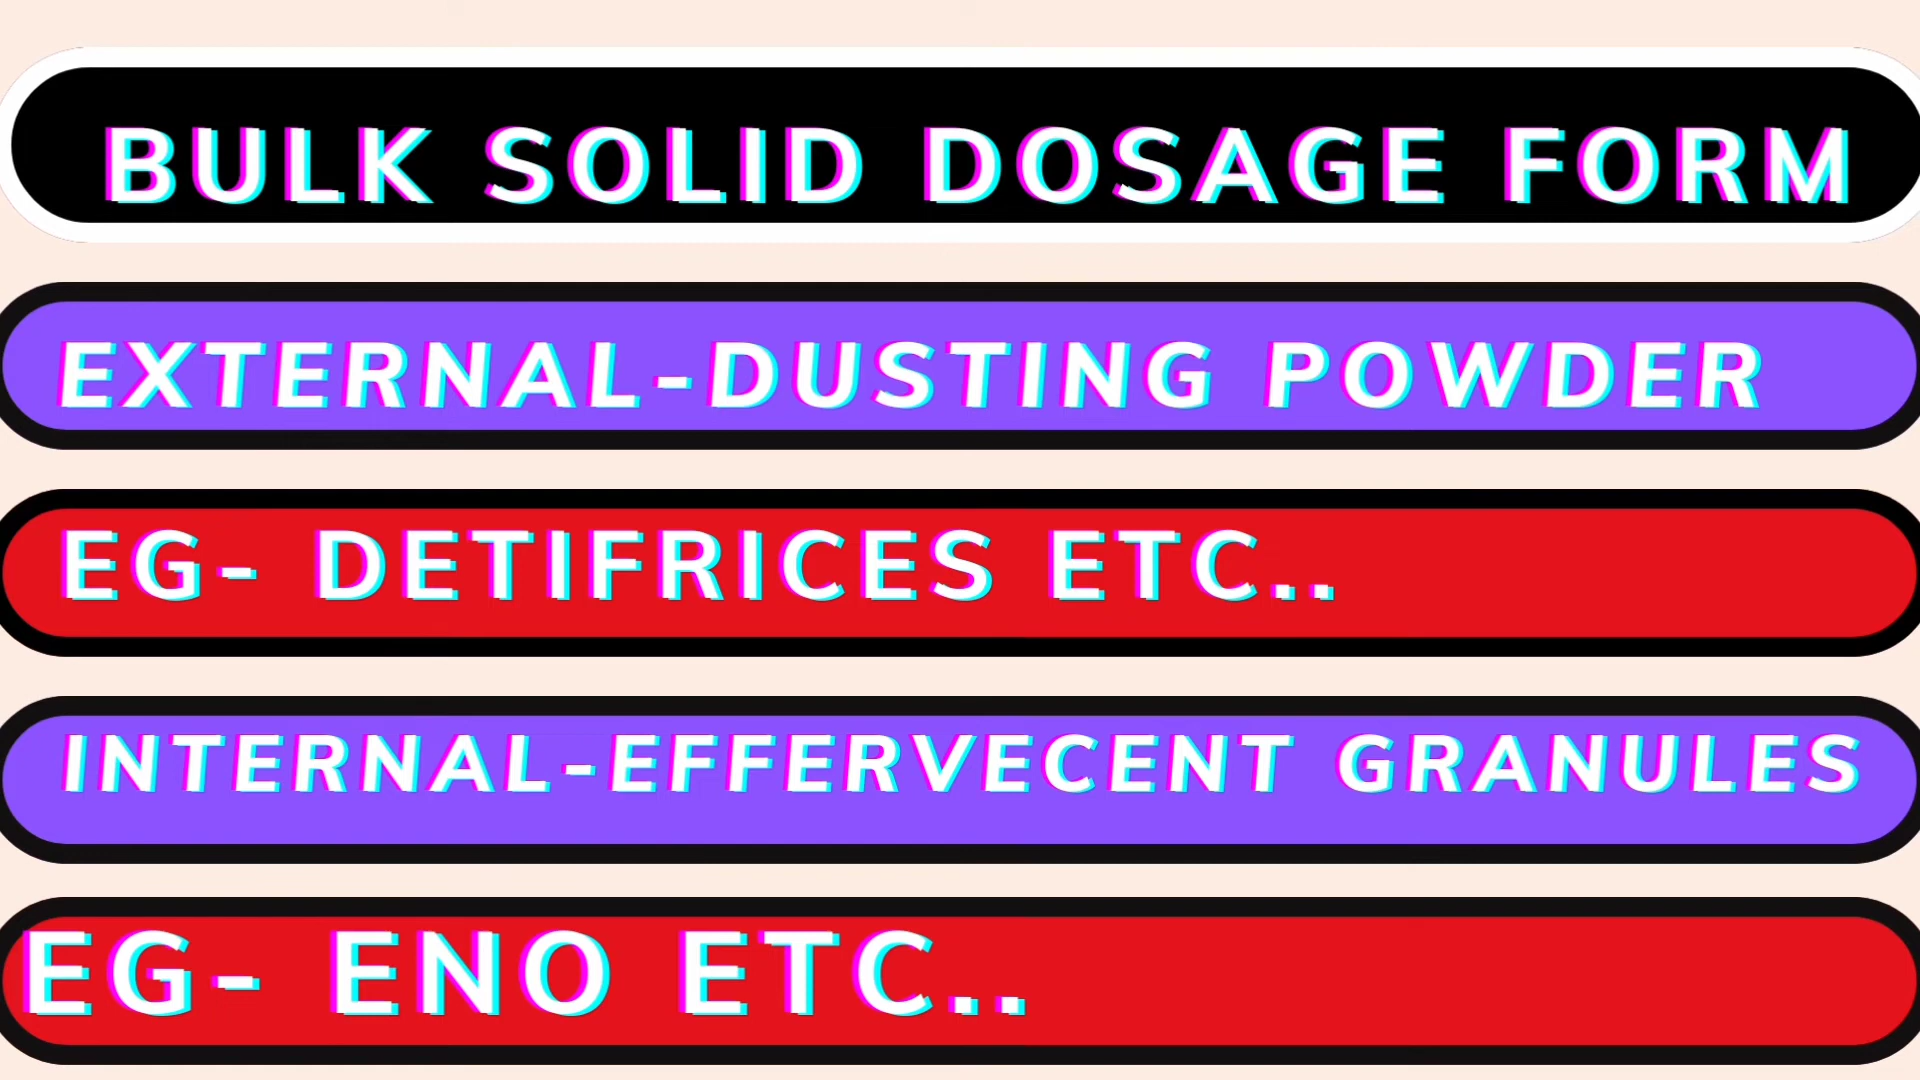 BULK SOLID DOSAGE FORM
EXTERNAL-DUSTING POWDER
EG- DETIFRICES ETC..
INTERNAL-EFFERVECENT GRANULES
EG- ENO ETC..